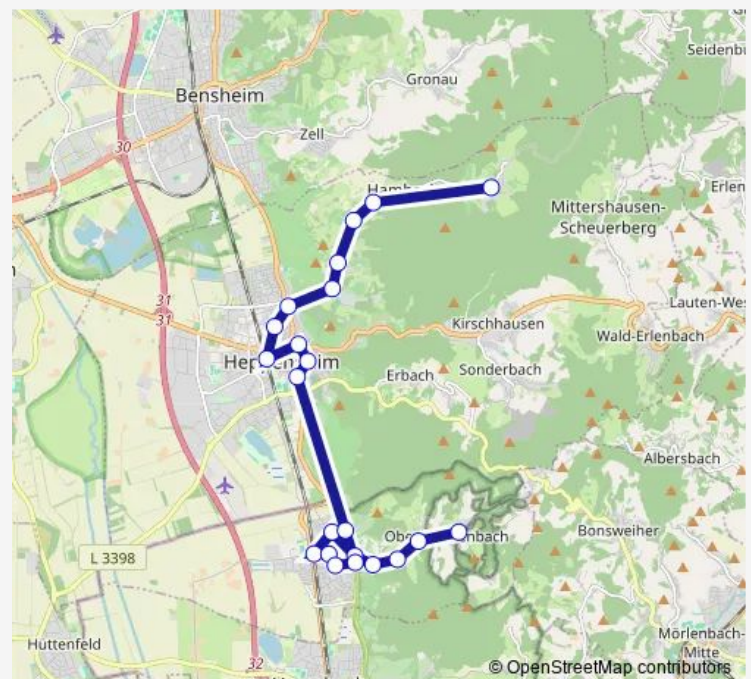 Seidenbu
Gronau
Bensheim
Zell
30
Erlen
Mittershausen-
Scheuerberg
31
31
Lauten-Wes
Kirschhausen
Wald-Erlenbach
Erbach
Sonderbach
Albersbach
Bonsweiher
L 3398
Hüttenfeld
Mörlenbach-
Mitte
32
© OpenStreetMap contributors